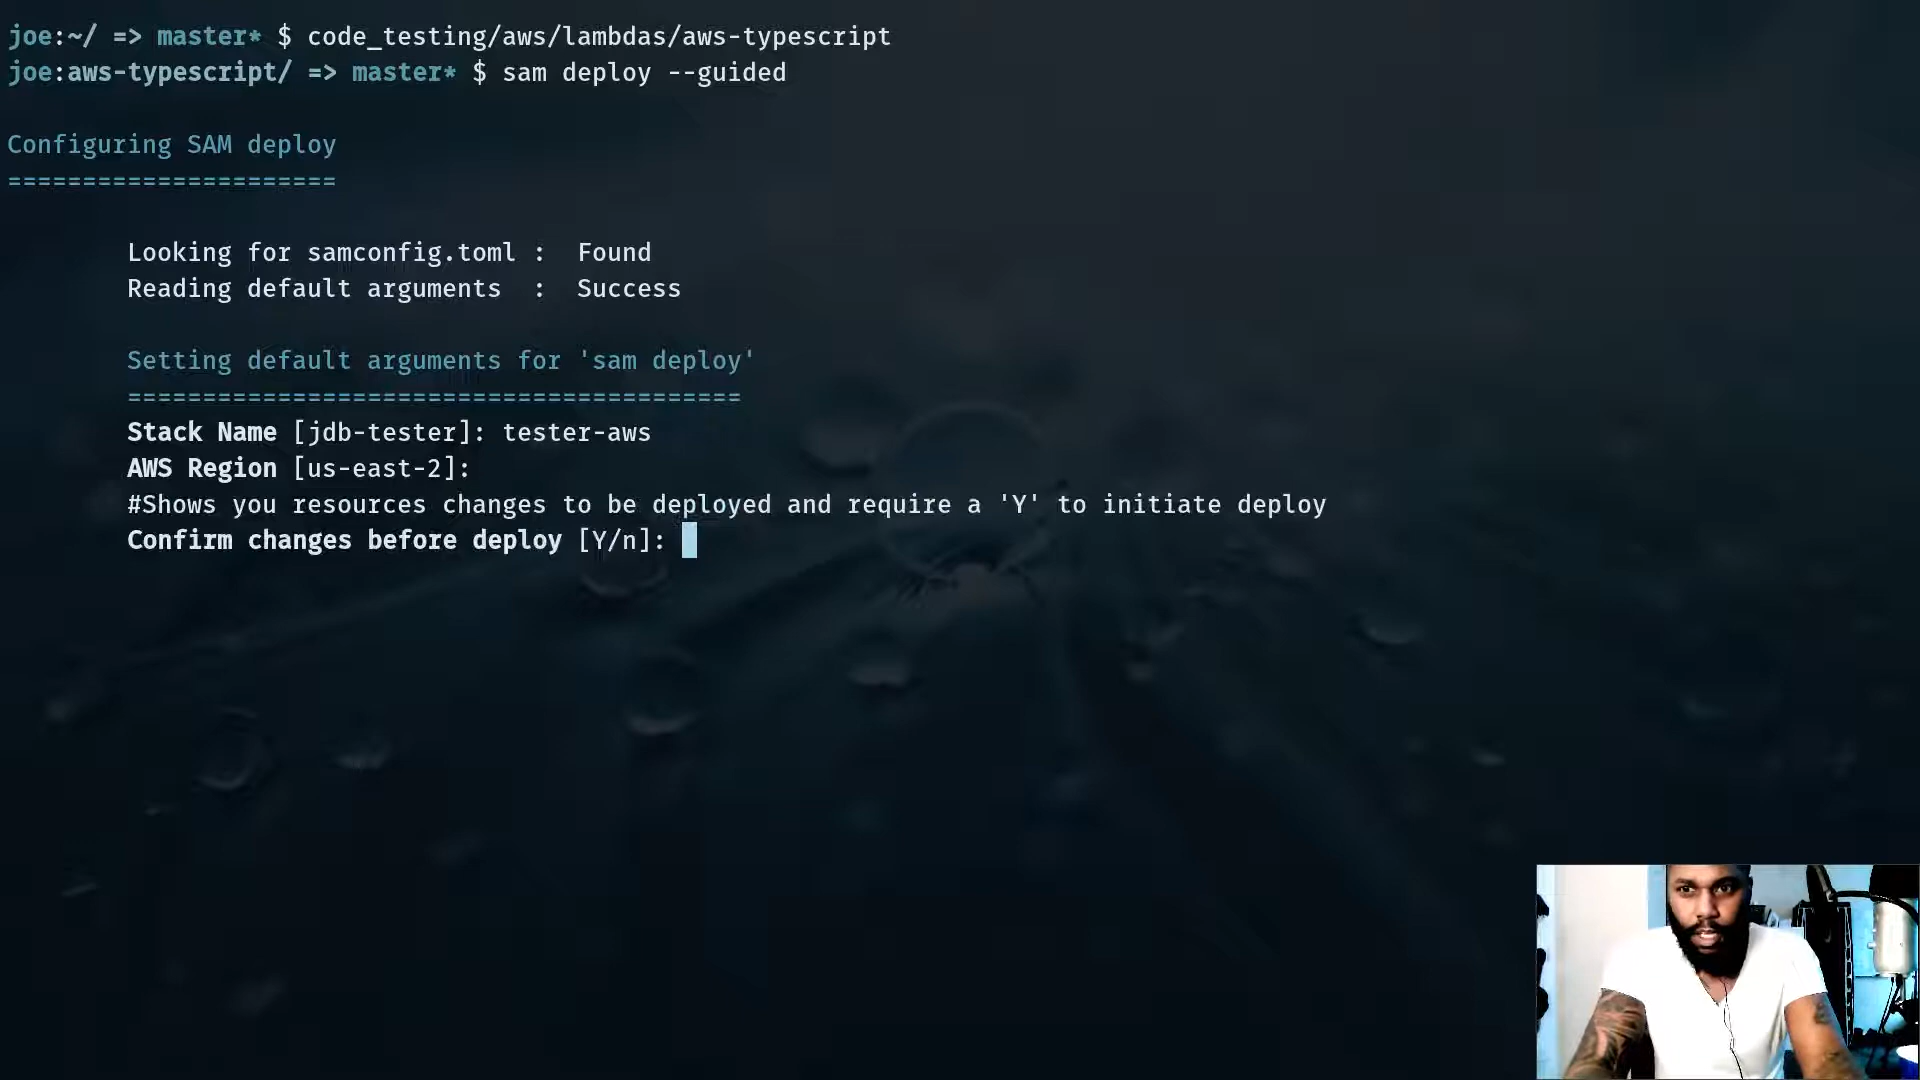 joe:~/ => master* $ code_testing/aws/lambdas/aws-typescript
joe:aws-typescript/ => master* $ sam deploy --guided
Configuring SAM deploy
======================
Looking for samconfig.toml :  Found
Reading default arguments  :  Success
Setting default arguments for 'sam deploy'
=========================================
Stack Name [jdb-tester]: tester-aws
AWS Region [us-east-2]:
#Shows you resources changes to be deployed and require a 'Y' to initiate deploy
Confirm changes before deploy [Y/n]: